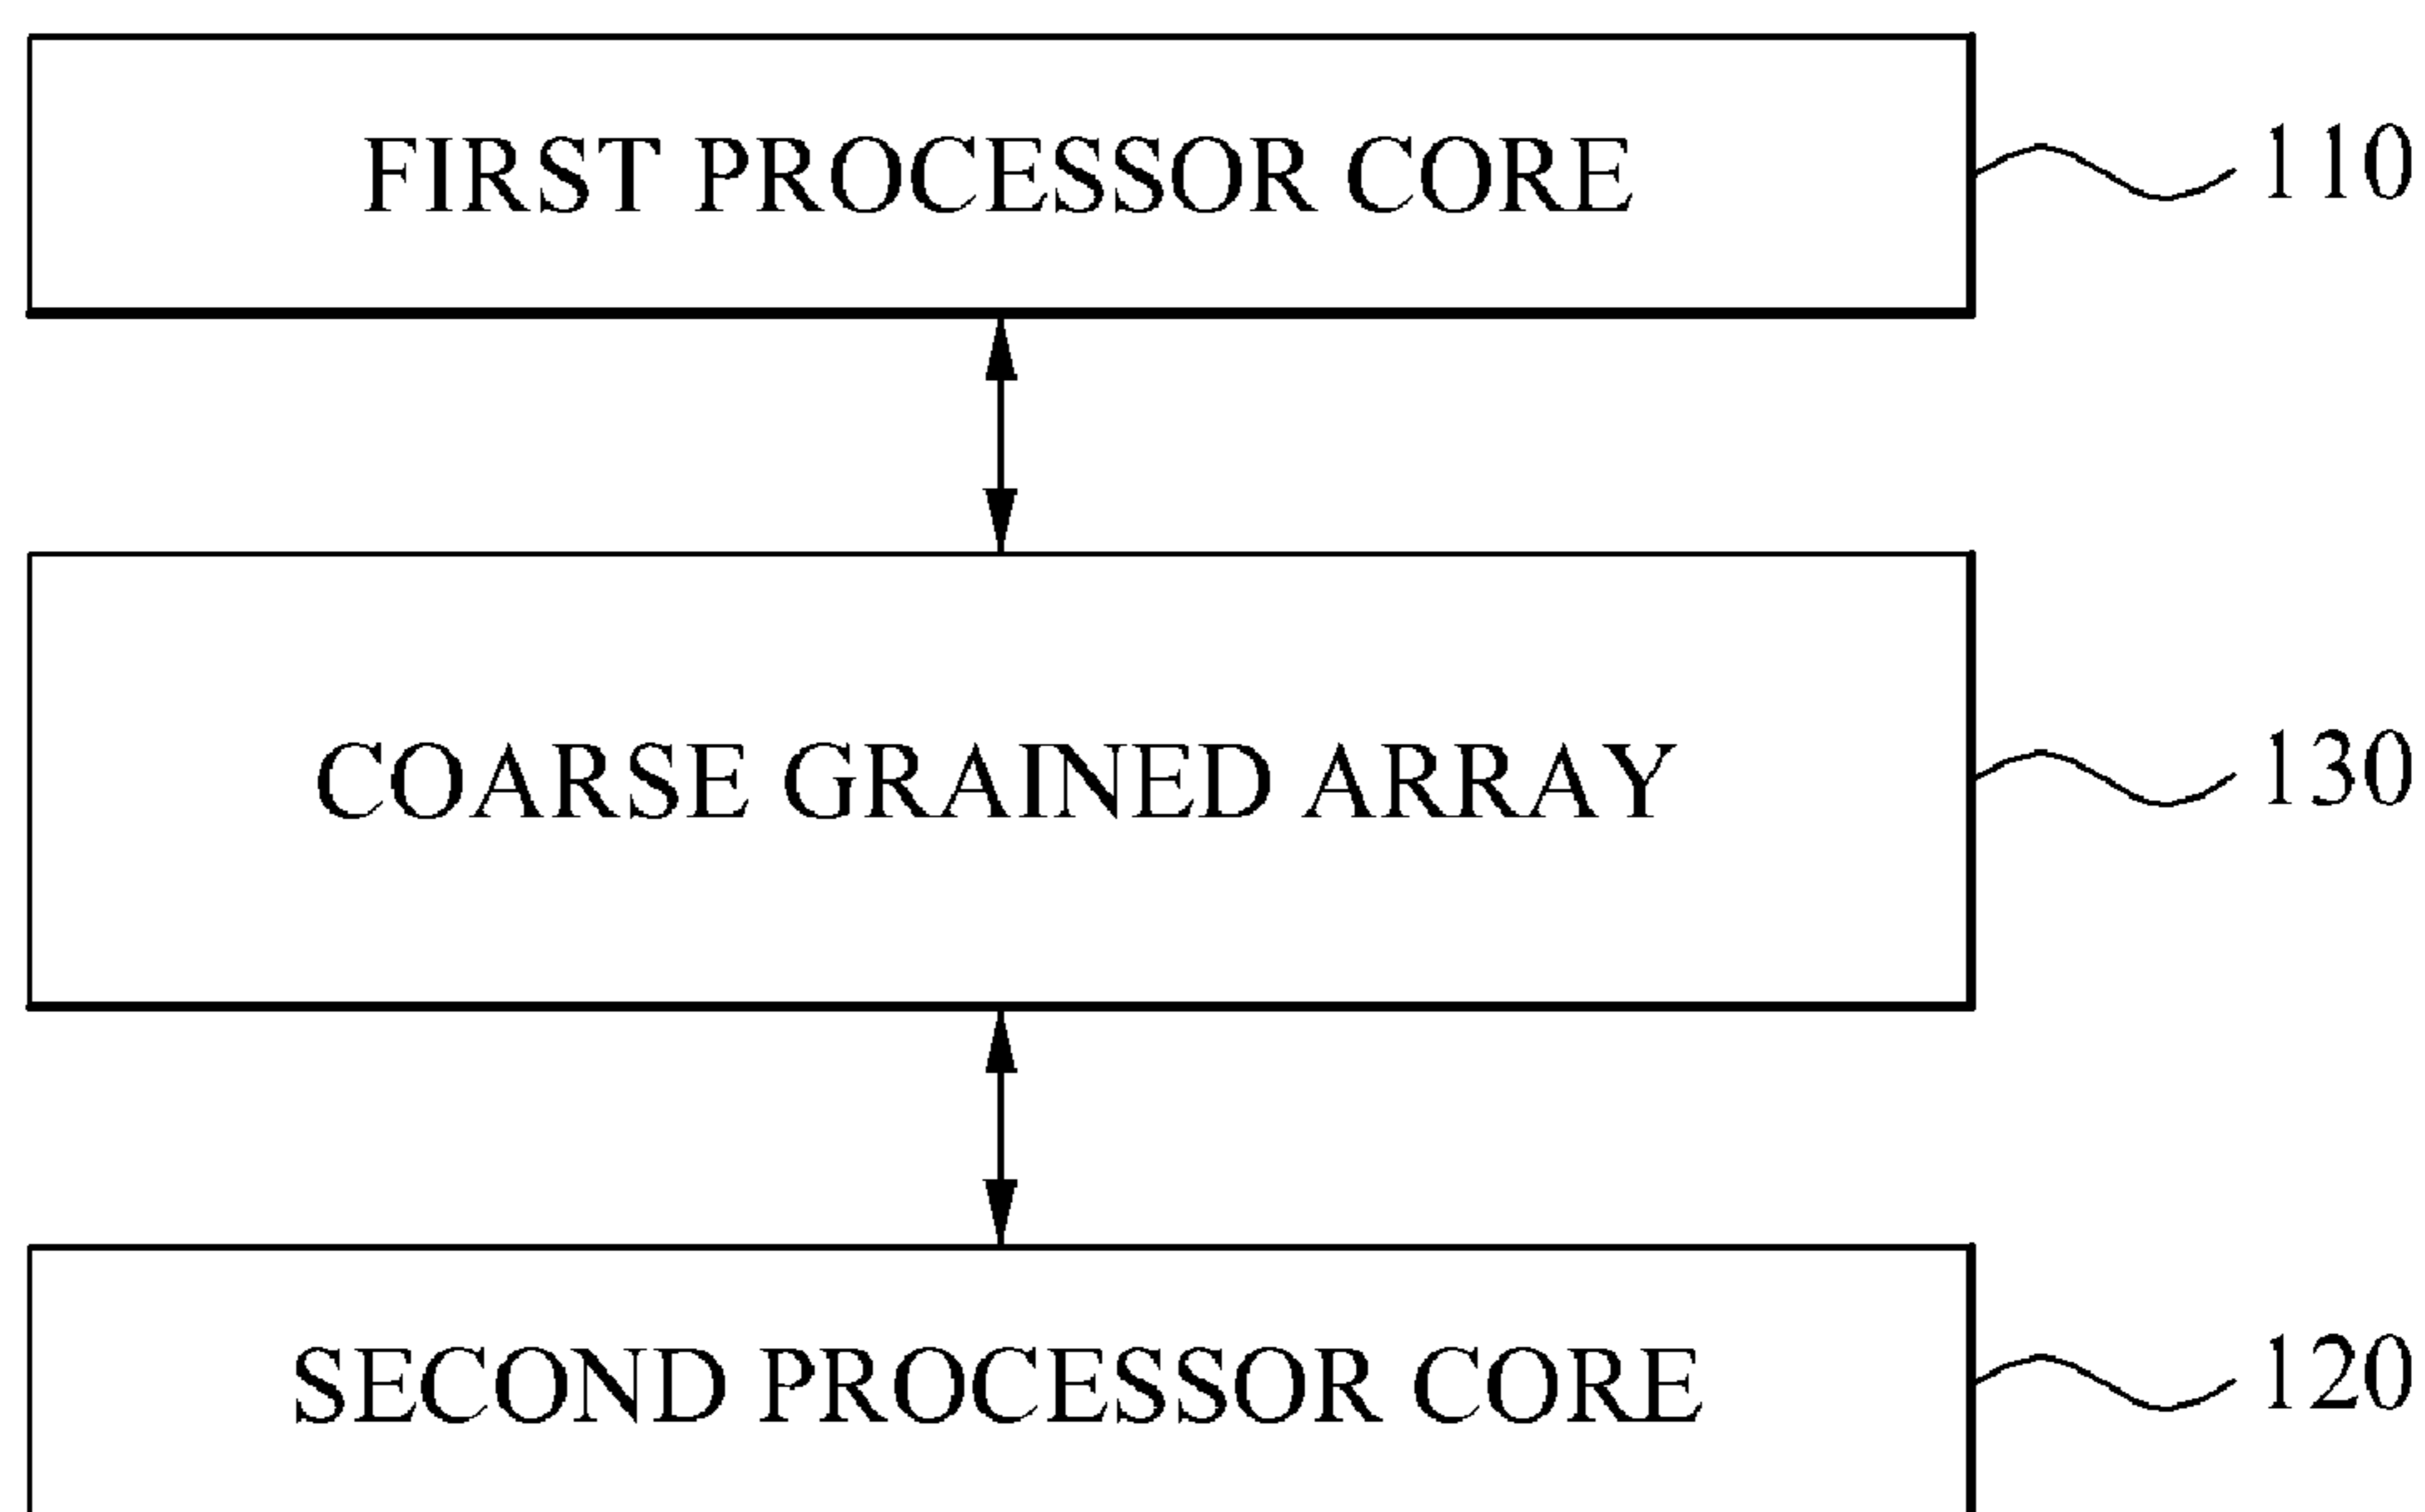 FIRST PROCESSOR CORE 110
COARSE GRAINED ARRAY 130
SECOND PROCESSOR CORE 120